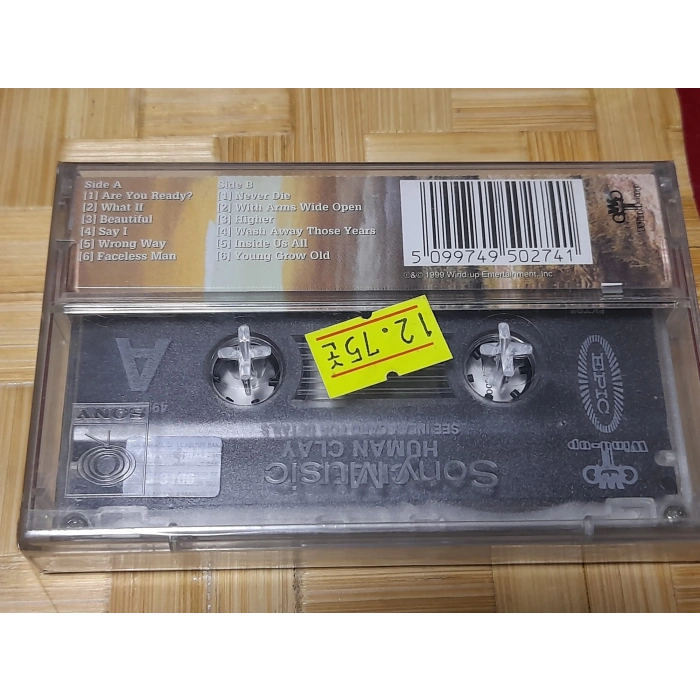 Side A
[1] Are You Ready?
[2] What If
[3] Beautiful
[4] Say I
[5] Wrong Way
[6] Faceless Man
Side B
[1] Never Die
[2] With Arms Wide Open
[3] Higher
[4] Wash Away Those Years
[5] Inside Us All
[6] Young Grow Old
5 099749 502741
℗&© 1999 Wind-up Entertainment, Inc.
12.75
A
SONY
EPIC
Wind-up
HUMAN CLAY
Sony Music